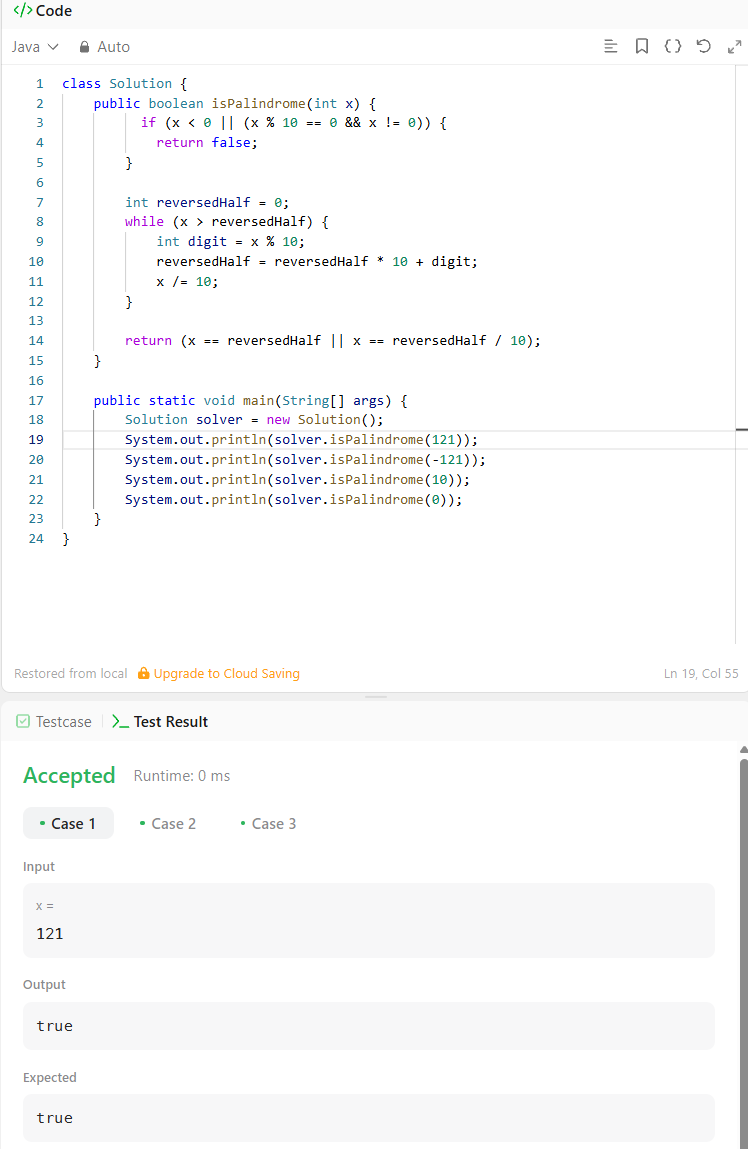 </> Code
Java Auto
1 class Solution {
2     public boolean isPalindrome(int x) {
3           if (x < 0 || (x % 10 == 0 && x != 0)) {
4             return false;
5         }
6
7         int reversedHalf = 0;
8         while (x > reversedHalf) {
9             int digit = x % 10;
10             reversedHalf = reversedHalf * 10 + digit;
11             x /= 10;
12         }
13
14         return (x == reversedHalf || x == reversedHalf / 10);
15     }
16
17     public static void main(String[] args) {
18         Solution solver = new Solution();
19         System.out.println(solver.isPalindrome(121));
20         System.out.println(solver.isPalindrome(-121));
21         System.out.println(solver.isPalindrome(10));
22         System.out.println(solver.isPalindrome(0));
23     }
24 }
Restored from local Upgrade to Cloud Saving Ln 19, Col 55
Testcase >_ Test Result
Accepted Runtime: 0 ms
• Case 1 • Case 2 • Case 3
Input
x =
121
Output
true
Expected
true